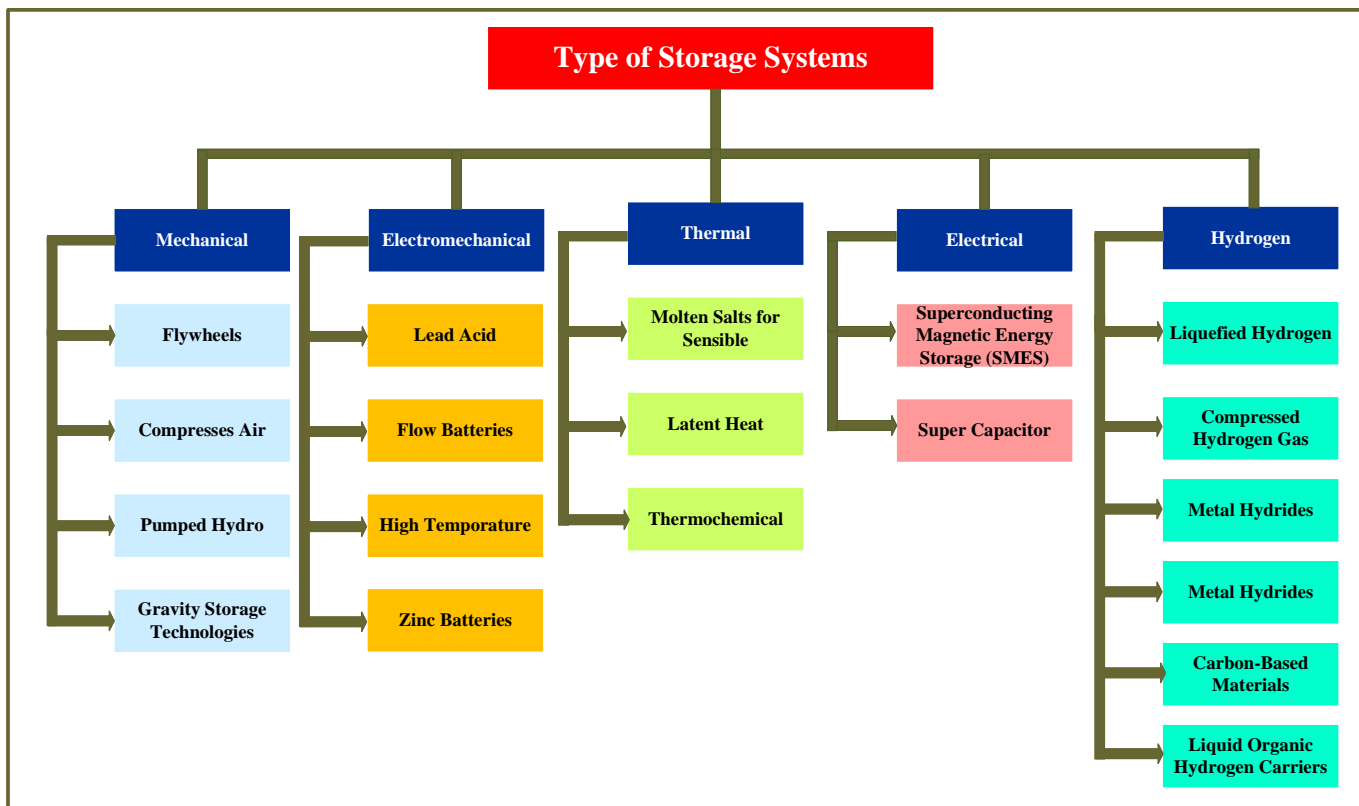 Type of Storage Systems
Mechanical
Flywheels
Compresses Air
Pumped Hydro
Gravity Storage
Technologies
Electromechanical
Lead Acid
Flow Batteries
High Temperature
Zinc Batteries
Thermal
Molten Salts for
Sensible
Latent Heat
Thermochemical
Electrical
Superconducting
Magnetic Energy
Storage (SMES)
Super Capacitor
Hydrogen
Liquefied Hydrogen
Compressed
Hydrogen Gas
Metal Hydrides
Metal Hydrides
Carbon-Based
Materials
Liquid Organic
Hydrogen Carriers